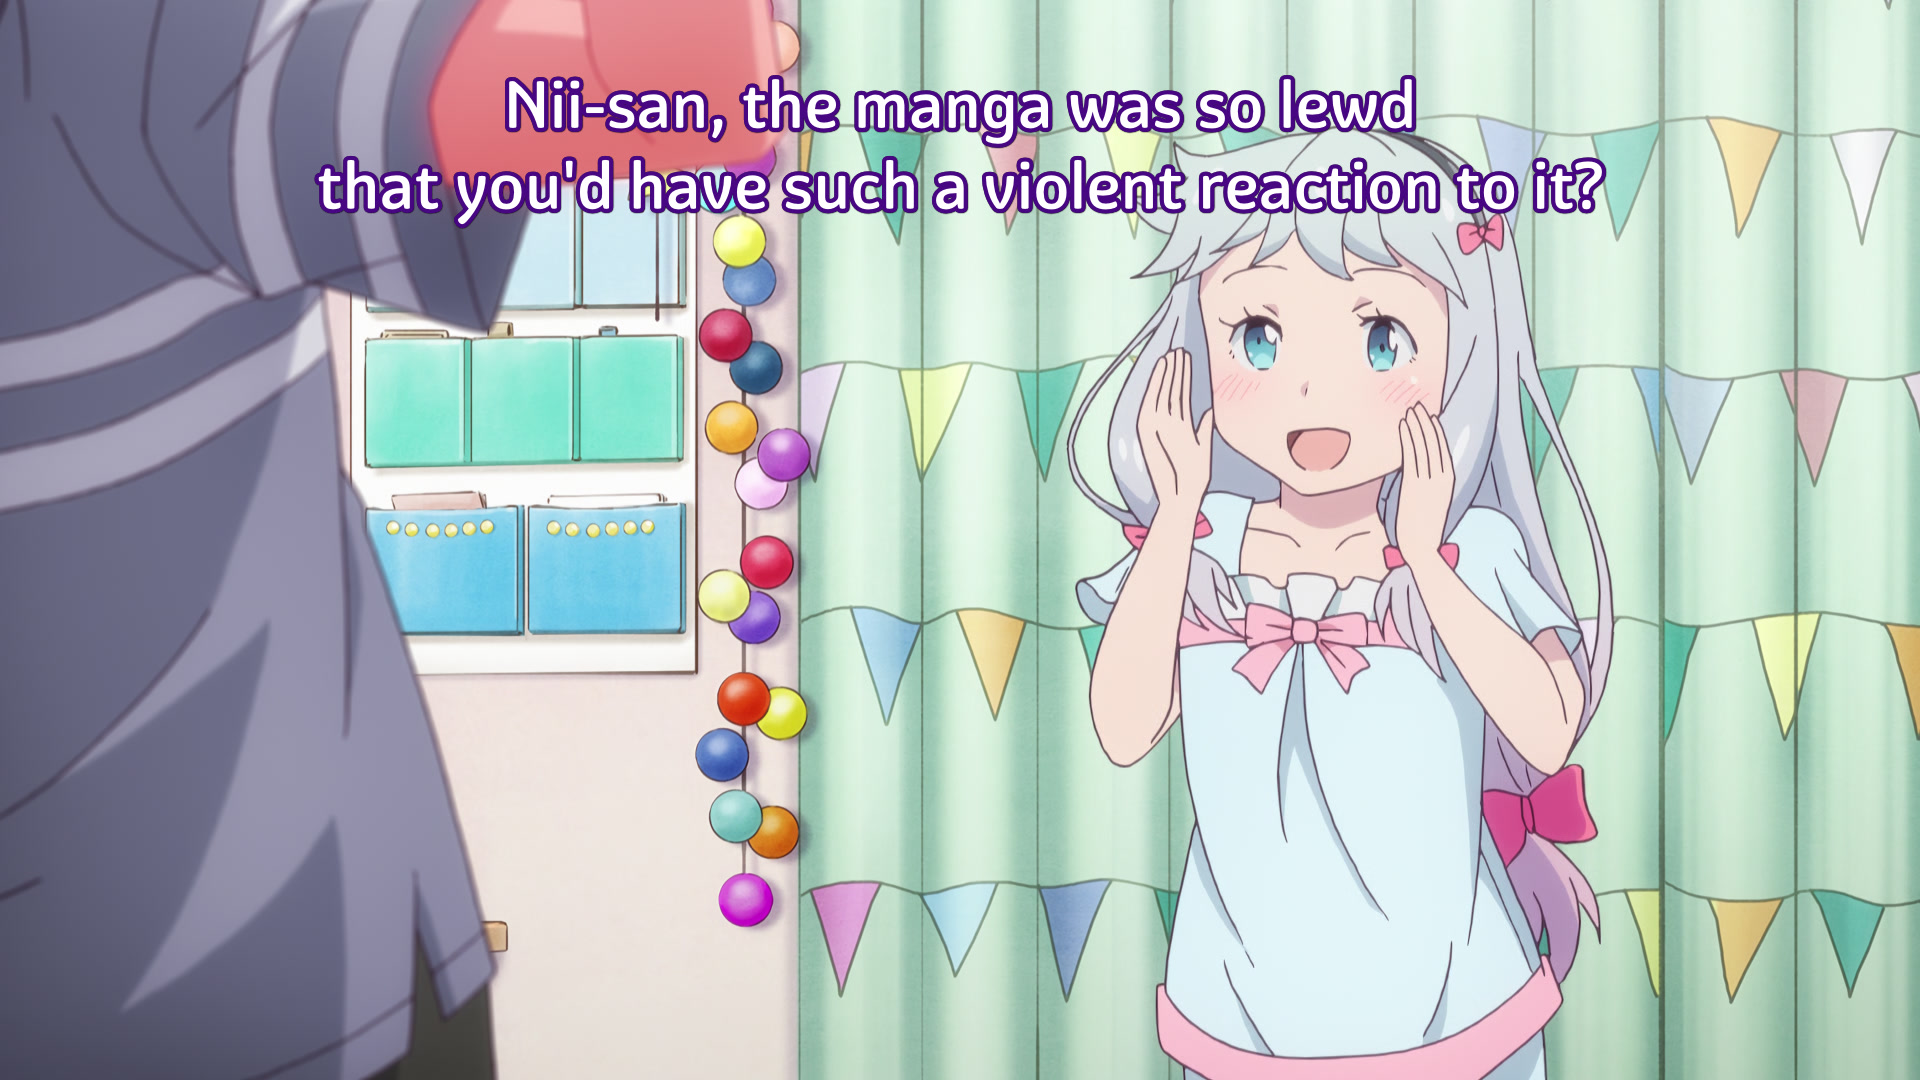 Nii-san, the manga was so lewd
that you'd have such a violent reaction to it?